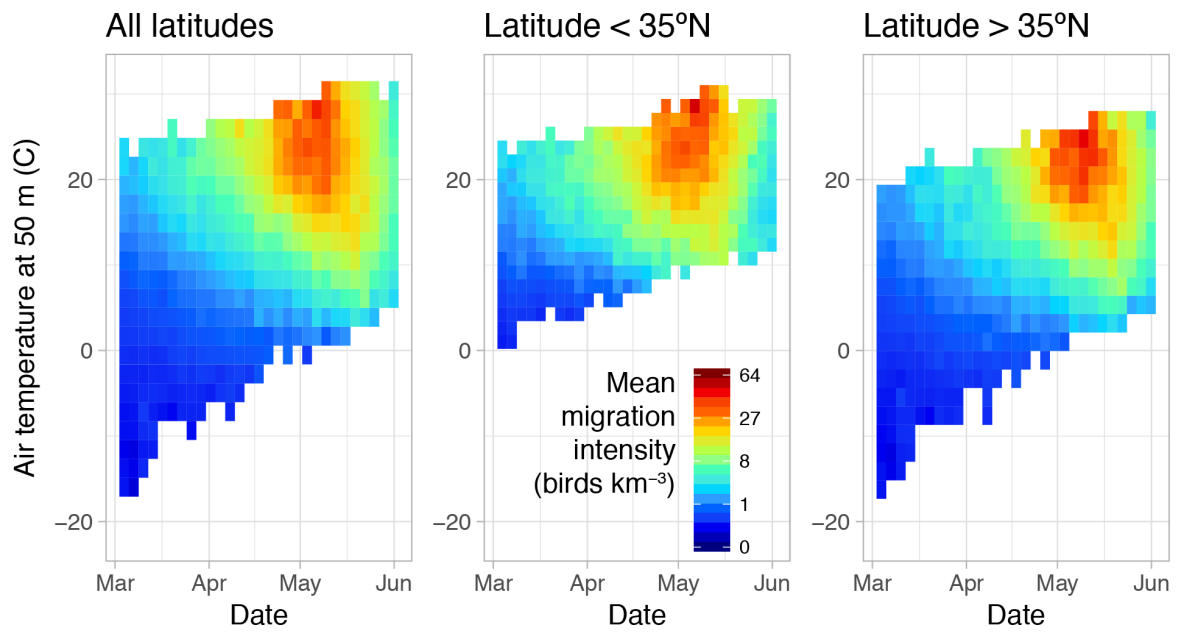 All latitudes
Latitude < 35ºN
Latitude > 35ºN
Air temperature at 50 m (C)
20
0
−20
20
0
−20
20
0
−20
Mean
migration
intensity
(birds km⁻³)
64
27
8
1
0
Mar Apr May Jun
Mar Apr May Jun
Mar Apr May Jun
Date
Date
Date